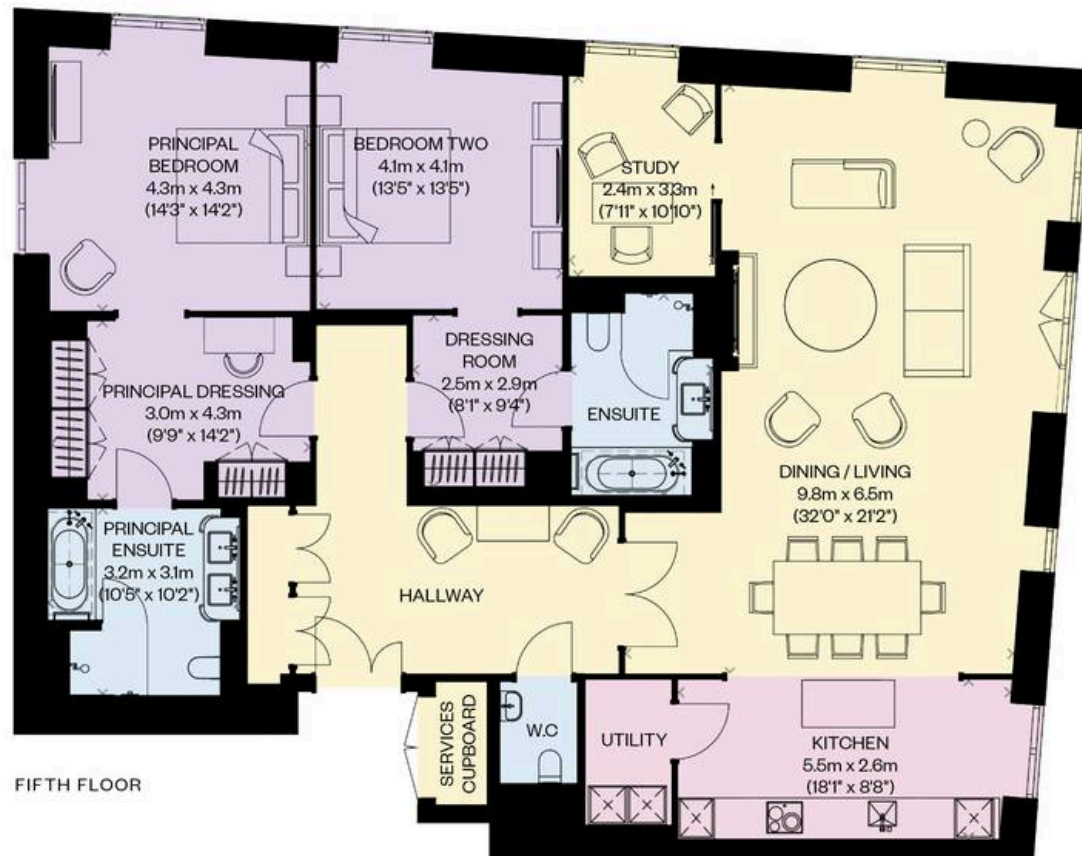 PRINCIPAL
BEDROOM
4.3m x 4.3m
(14'3" x 14'2")
BEDROOM TWO
4.1m x 4.1m
(13'5" x 13'5")
STUDY
2.4m x 3.3m
(7'11" x 10'10")
PRINCIPAL DRESSING
3.0m x 4.3m
(9'9" x 14'2")
DRESSING
ROOM
2.5m x 2.9m
(8'1" x 9'4")
ENSUITE
DINING / LIVING
9.8m x 6.5m
(32'0" x 21'2")
PRINCIPAL
ENSUITE
3.2m x 3.1m
(10'5" x 10'2")
HALLWAY
SERVICES
CUPBOARD
W.C
UTILITY
KITCHEN
5.5m x 2.6m
(18'1" x 8'8")
FIFTH FLOOR